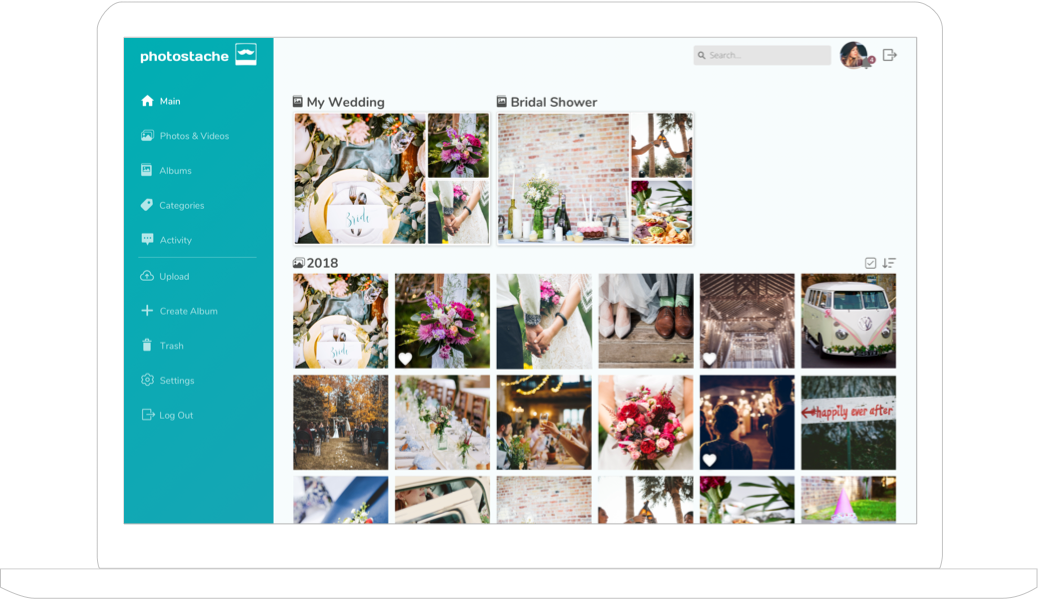 photostache
Search...
4
Main
Photos & Videos
Albums
Categories
Activity
Upload
Create Album
Trash
Settings
Log Out
My Wedding
Bridal Shower
Bride
2018
Bride
happily ever after